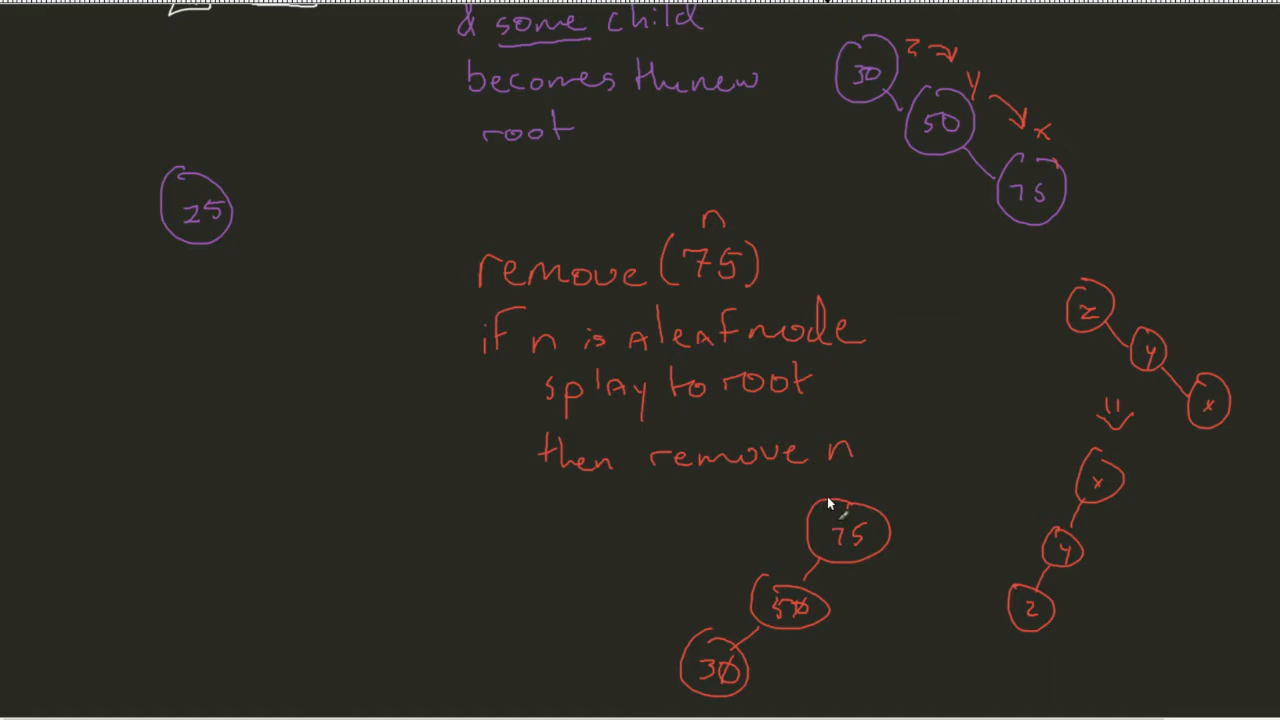 & some child
becomes the new
root
30
z
y
50
x
75
25
n
remove (75)
if n is a leaf node
splay to root
then remove n
z
y
x
x
y
z
75
50
30